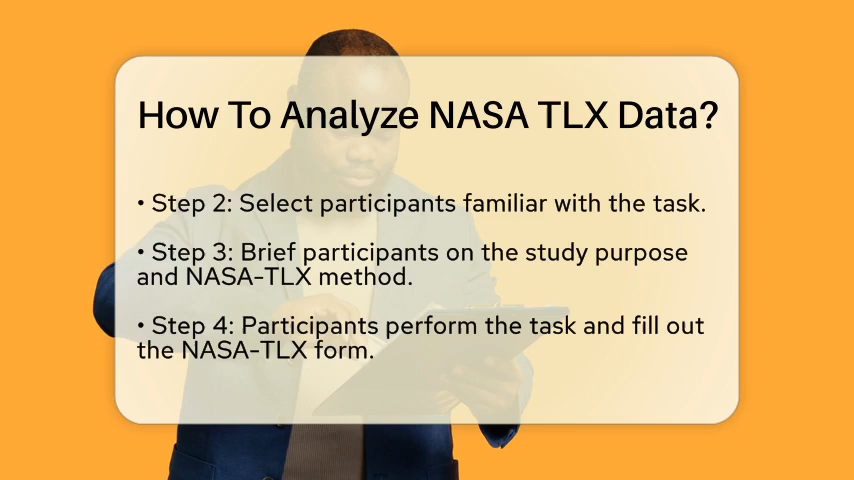 How To Analyze NASA TLX Data?
• Step 2: Select participants familiar with the task.
• Step 3: Brief participants on the study purpose
and NASA-TLX method.
• Step 4: Participants perform the task and fill out
the NASA-TLX form.